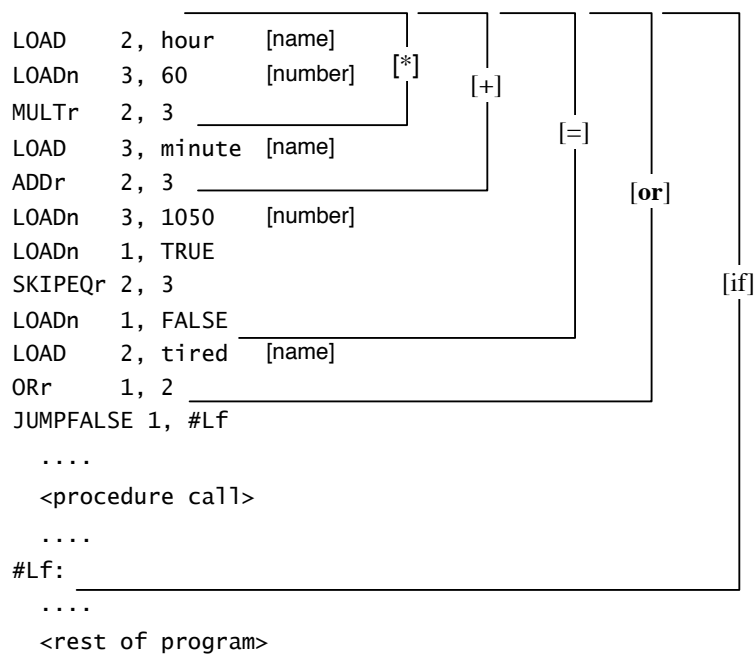 LOAD 2, hour [name]
LOADn 3, 60 [number] [*]
[+]
MULTr 2, 3
[=]
LOAD 3, minute [name]
ADDr 2, 3 [or]
LOADn 3, 1050 [number]
LOADn 1, TRUE
SKIPEQr 2, 3 [if]
LOADn 1, FALSE
LOAD 2, tired [name]
ORr 1, 2
JUMPFALSE 1, #Lf
....
<procedure call>
....
#Lf:
....
<rest of program>